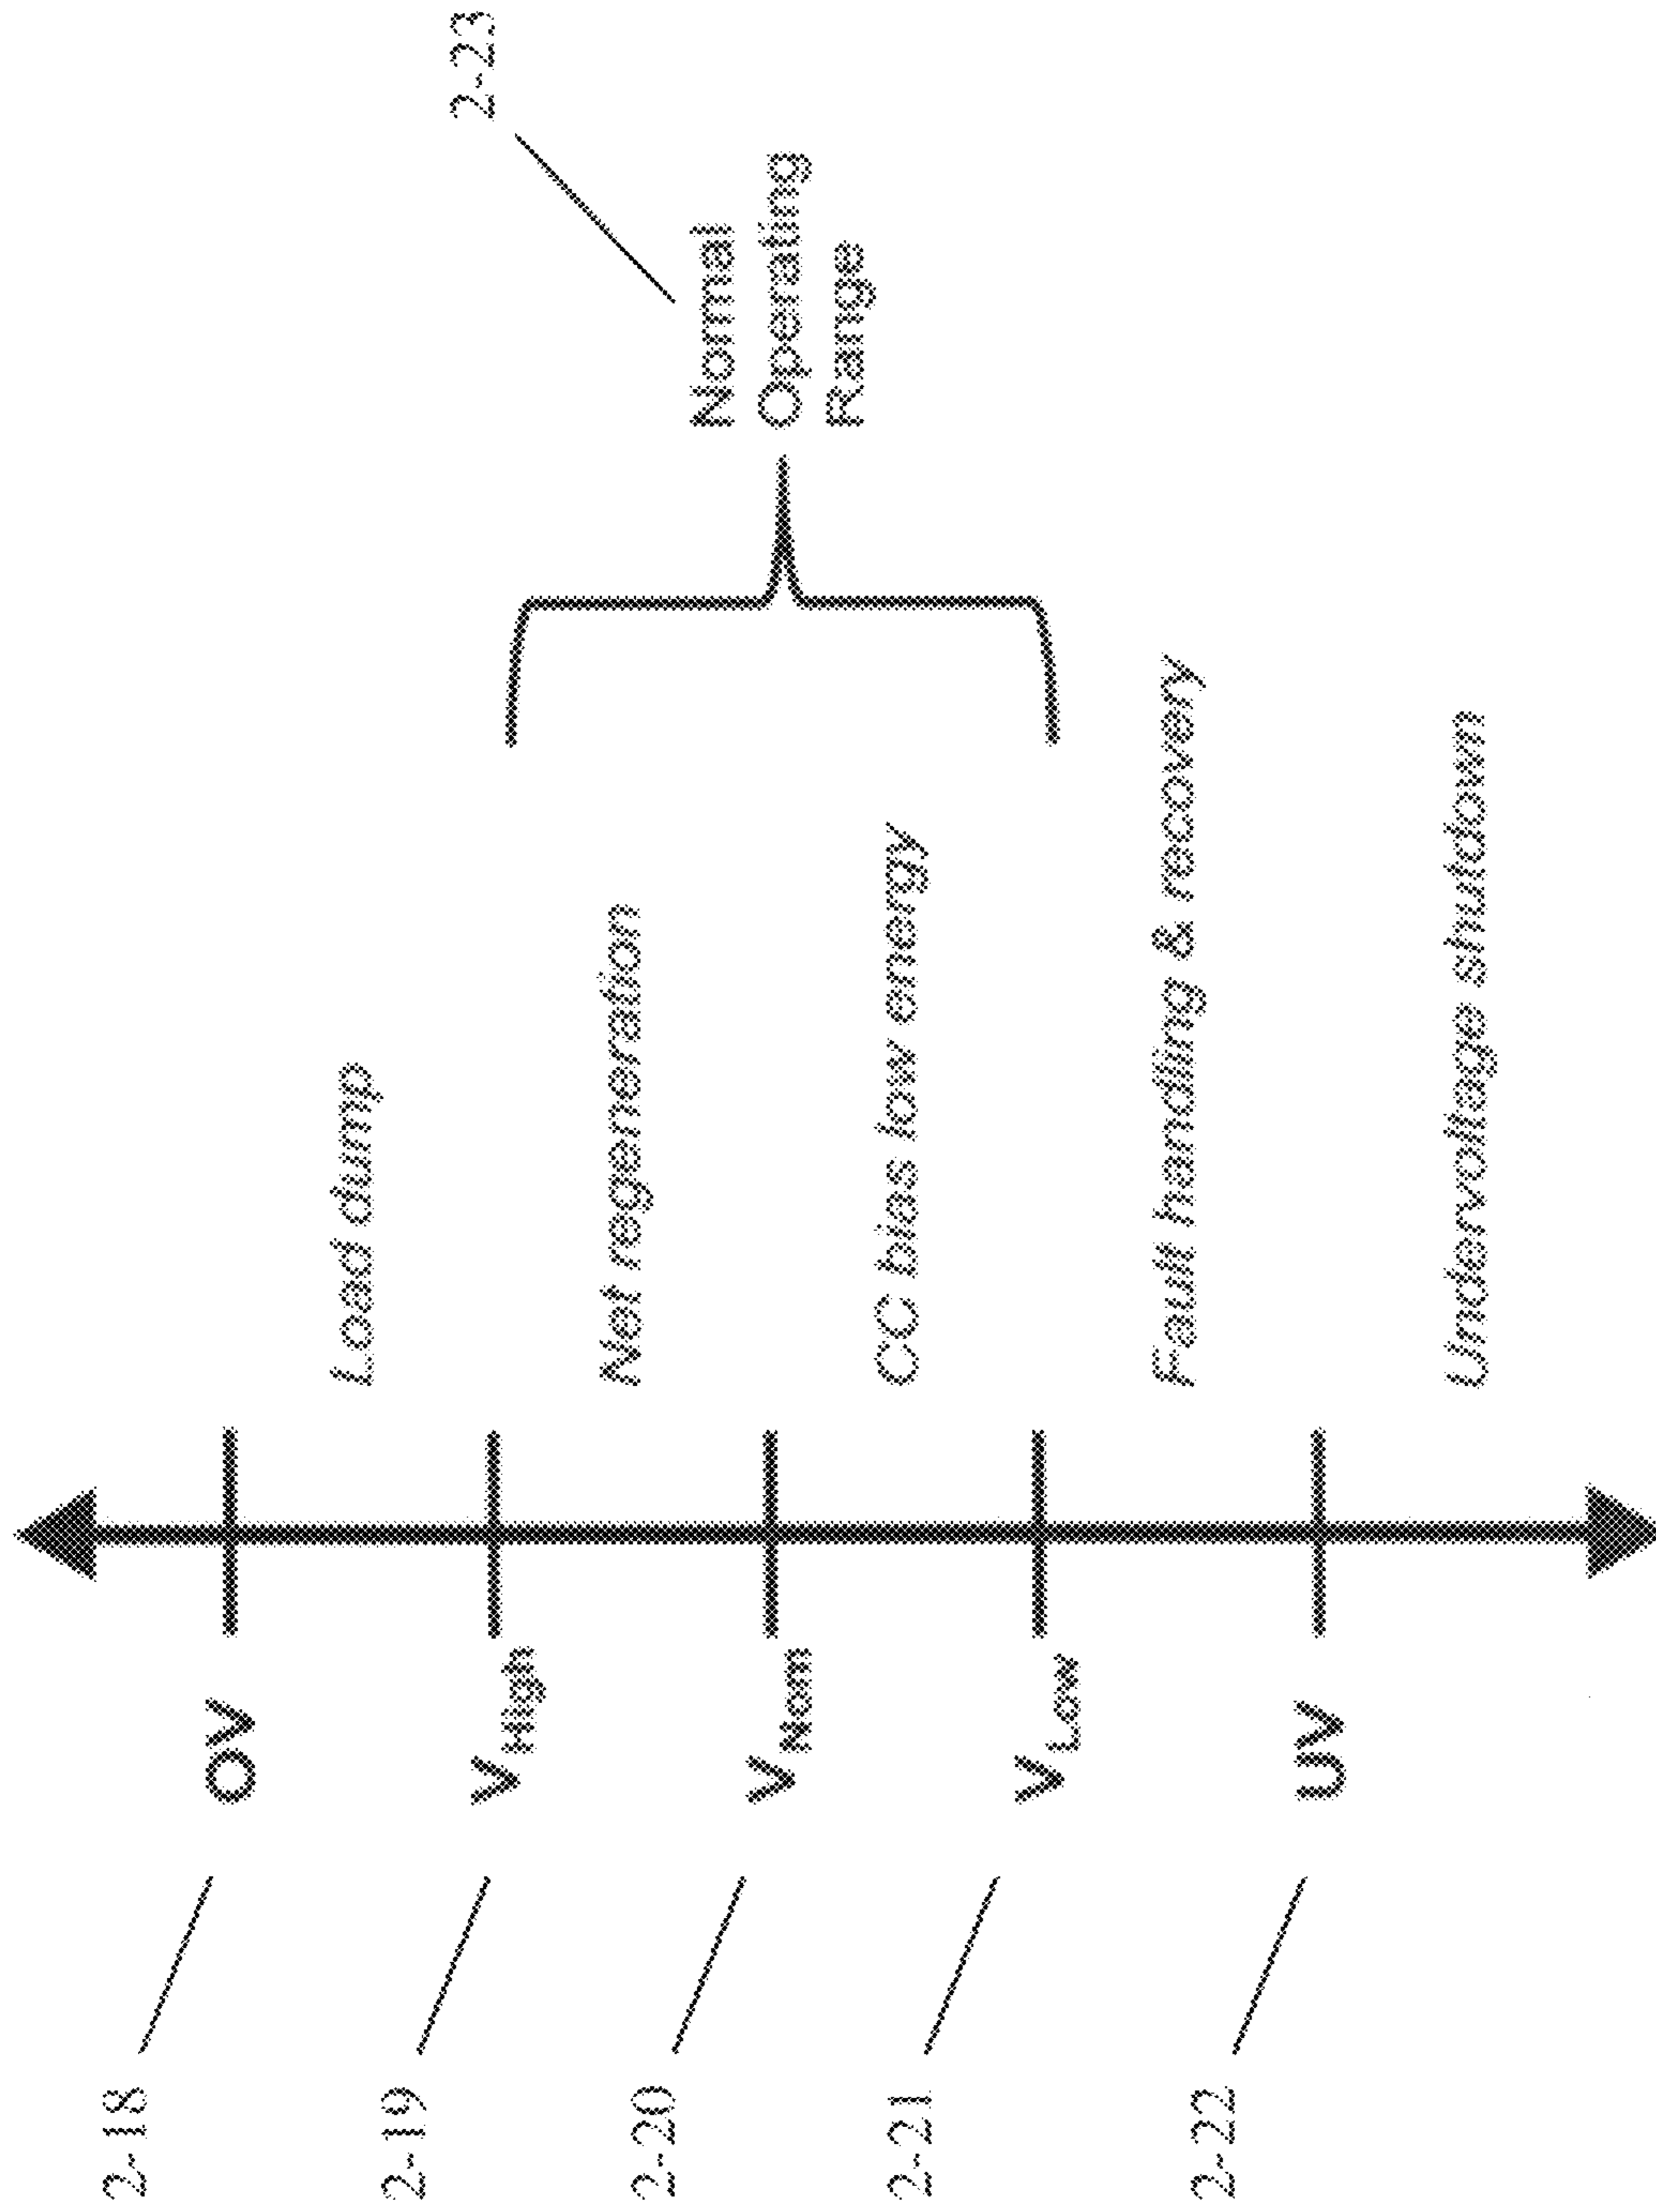 2-18
OV
Load dump
2-19
2-23
V High
Net regeneration
2-20
Normal
Operating
Range
V Nom
CC bias low energy
2-21
V Low
Fault handling & recovery
2-22
UV
Undervoltage shutdown